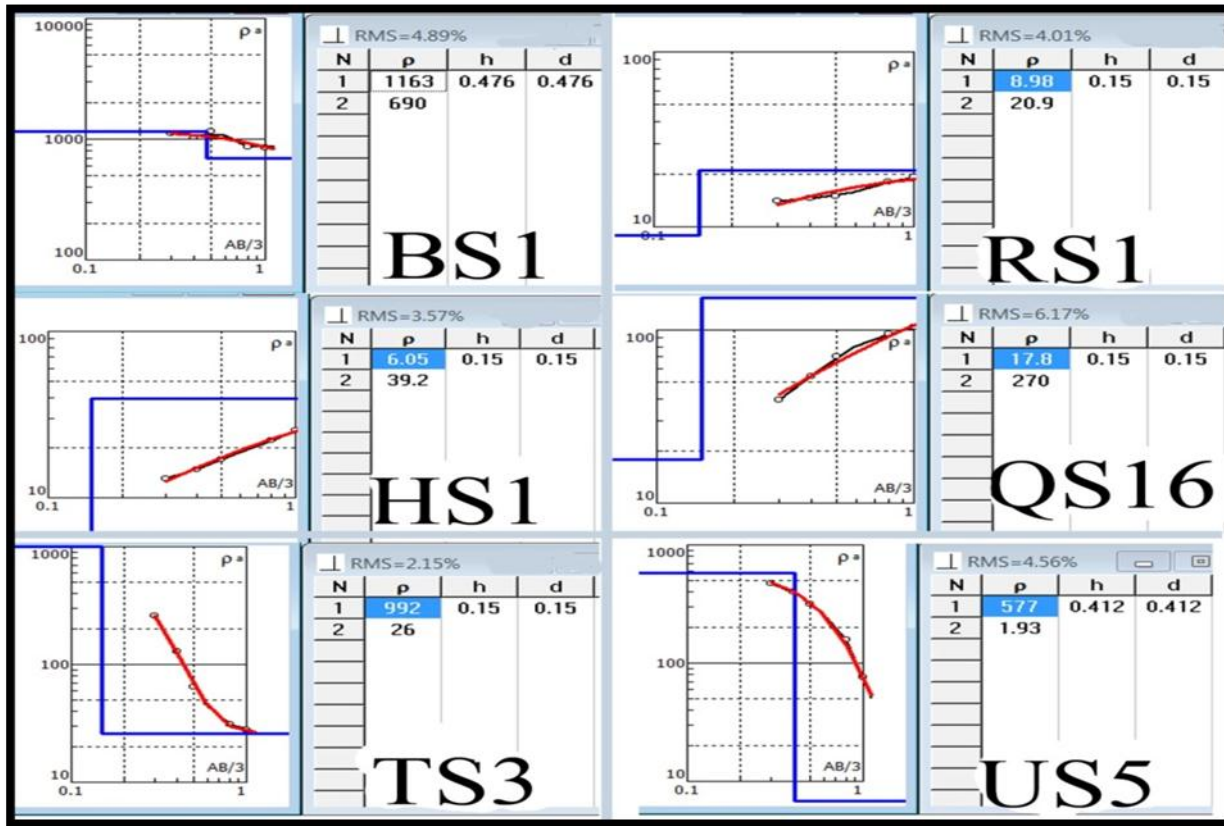 10000
ρa
1000
100
AB/3
0.1 1
RMS=4.89%
N ρ h d
1 1163 0.476 0.476
2 690
BS1
100
ρa
10
0.1
AB/3
1
RMS=4.01%
N ρ h d
1 8.98 0.15 0.15
2 20.9
RS1
100
ρa
10
AB/3
0.1 1
RMS=3.57%
N ρ h d
1 6.05 0.15 0.15
2 39.2
HS1
100
ρa
10
AB/3
0.1 1
RMS=6.17%
N ρ h d
1 17.8 0.15 0.15
2 270
QS16
1000
ρa
100
10
AB/3
0.1 1
RMS=2.15%
N ρ h d
1 992 0.15 0.15
2 26
TS3
1000
ρa
100
10
AB/3
0.1 1
RMS=4.56%
N ρ h d
1 577 0.412 0.412
2 1.93
US5